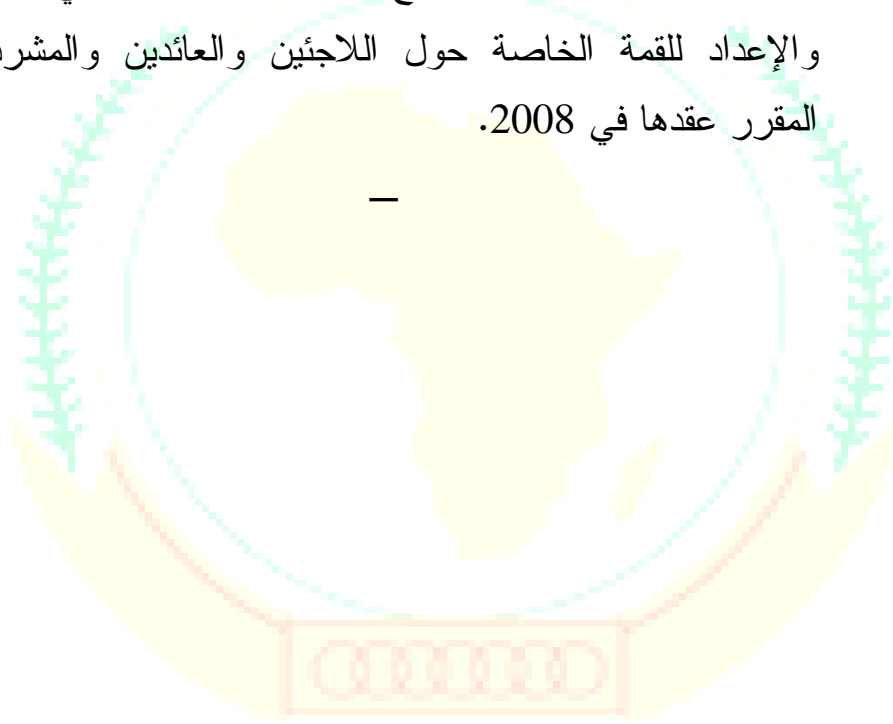 والإعداد للقمة الخاصة حول اللاجئين والعائدين
المقرر عقدها في 2008.